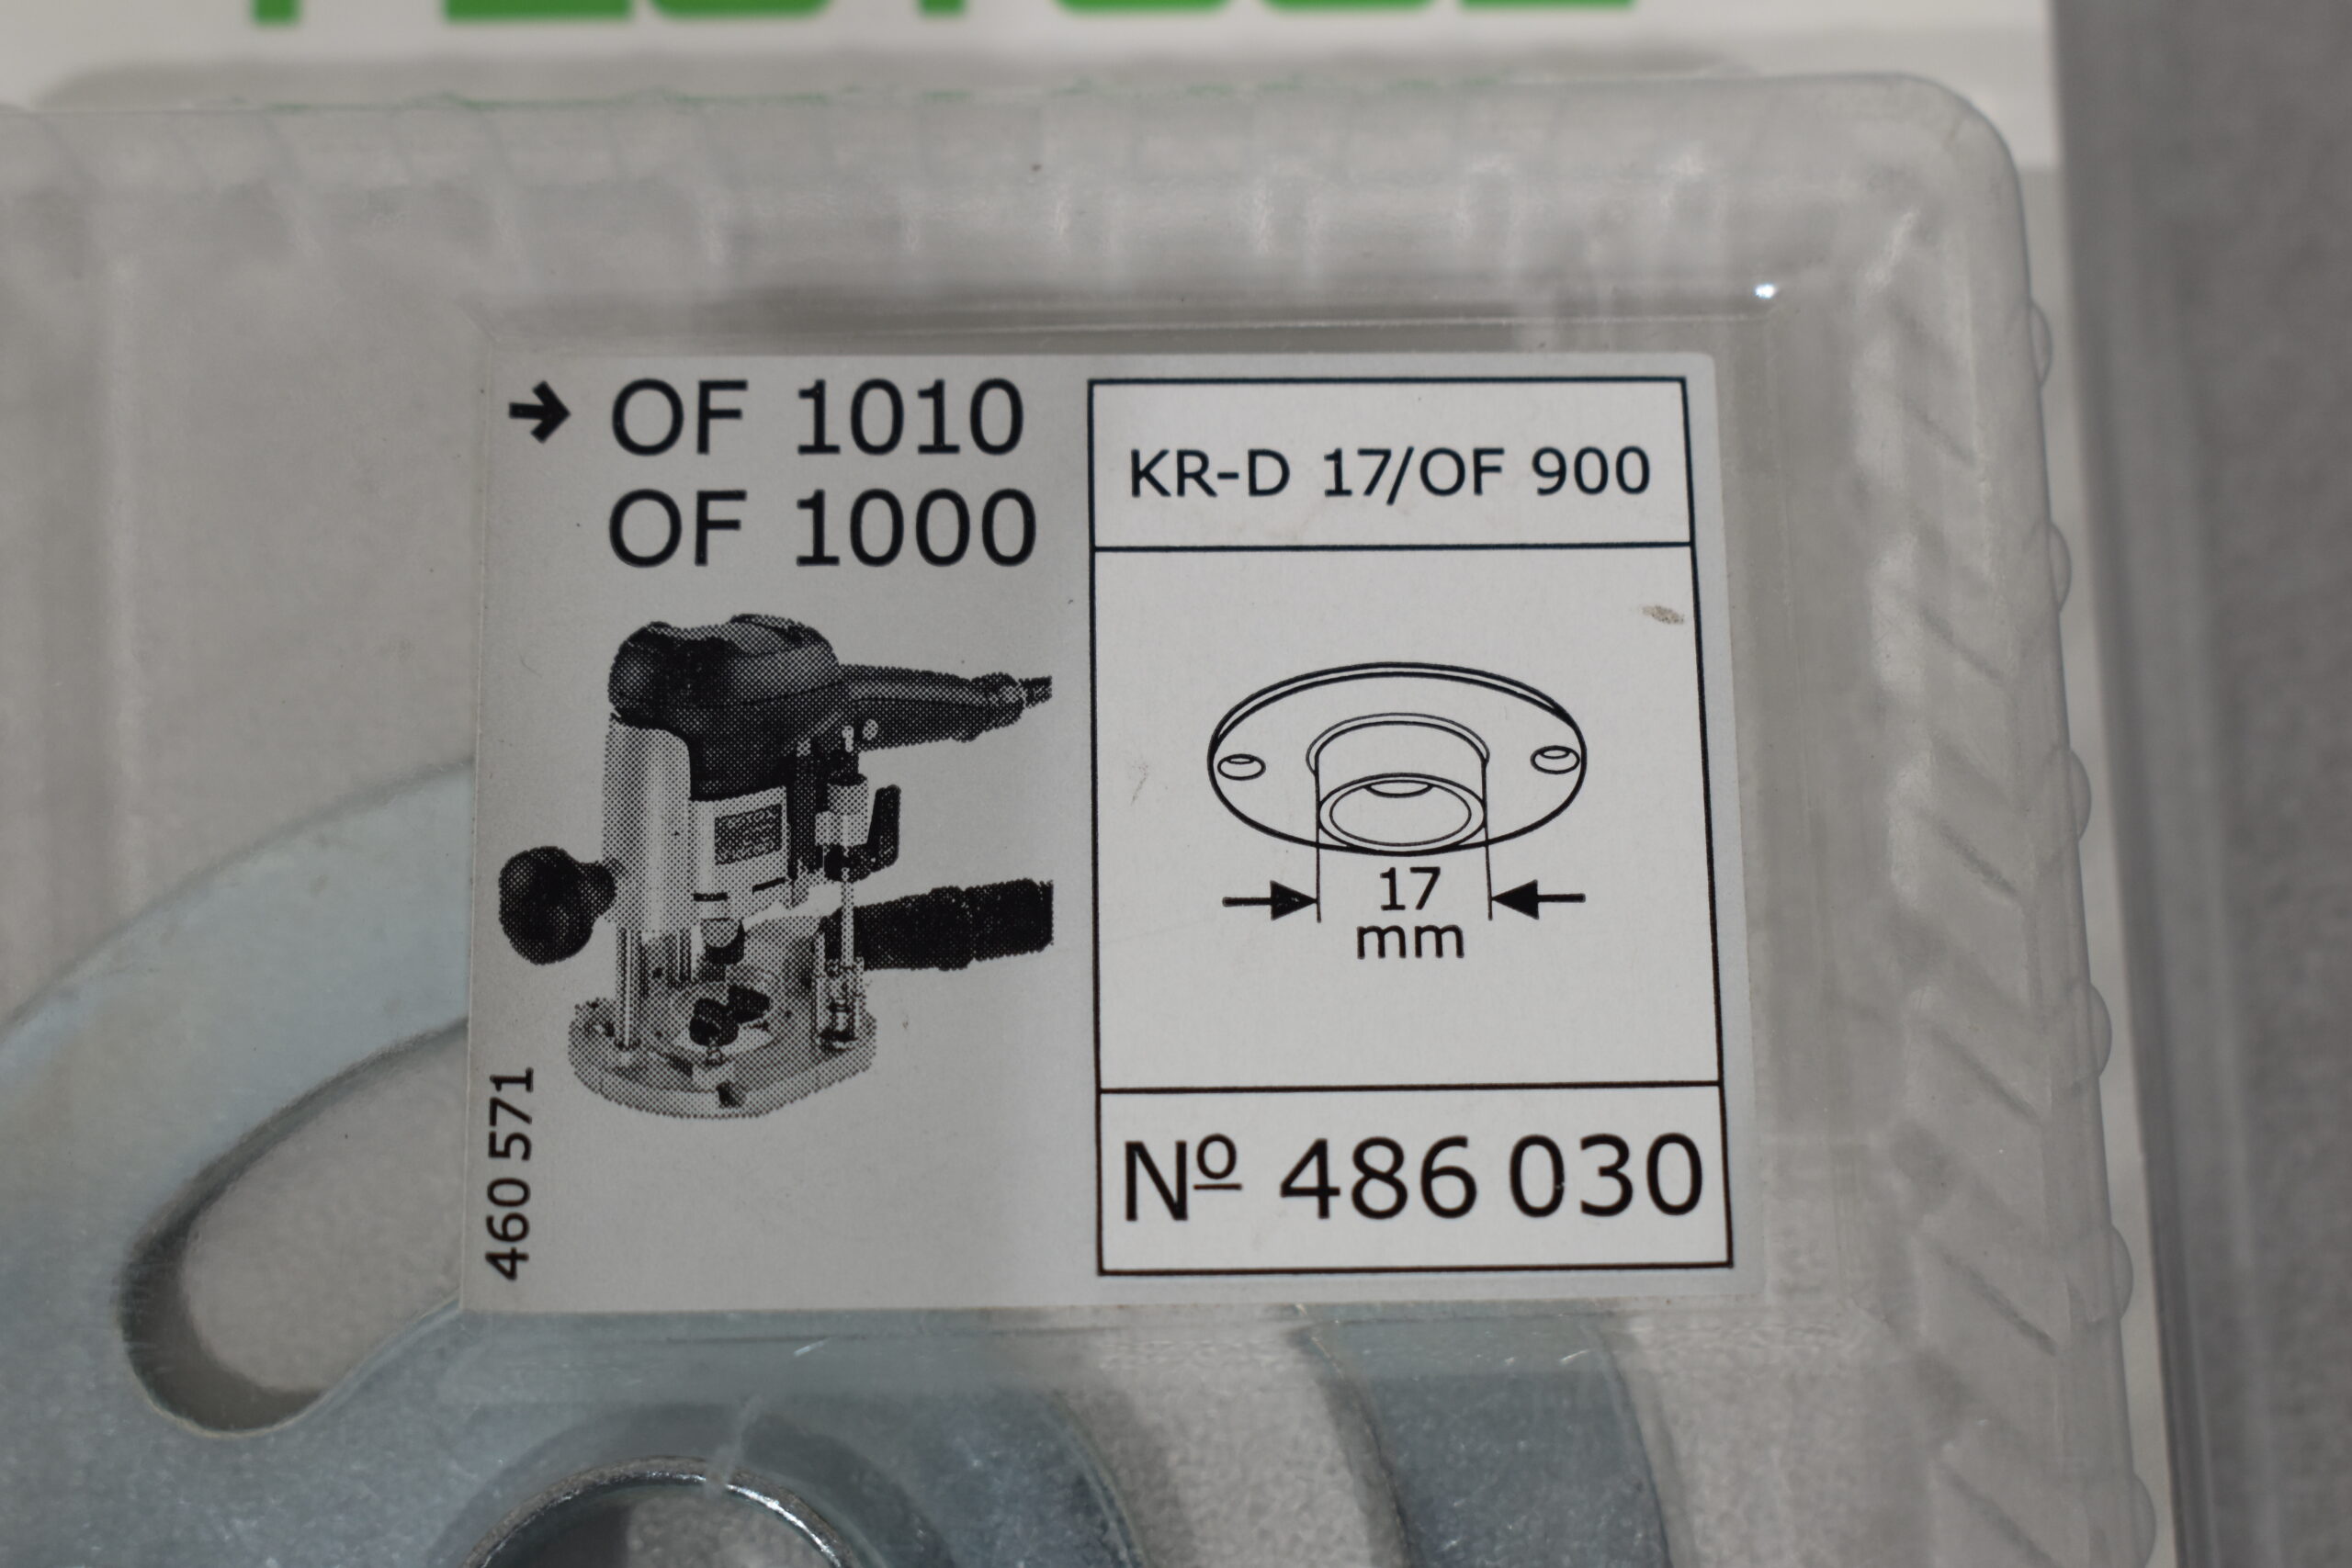 → OF 1010
OF 1000
460 571
KR-D 17/OF 900
17
mm
Nº 486 030